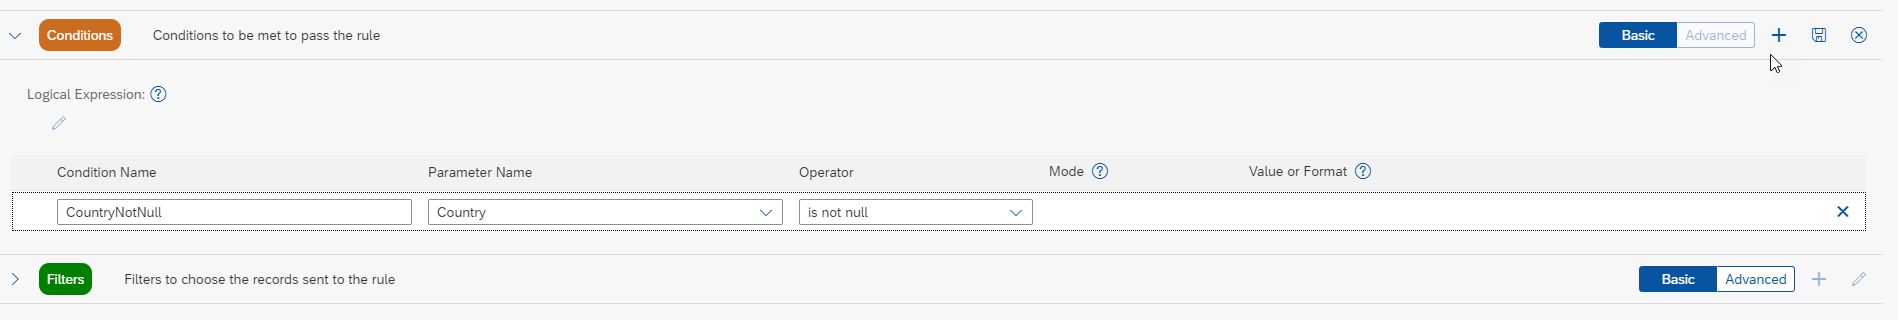 Conditions Conditions to be met to pass the rule Basic Advanced
Logical Expression: ?
Condition Name Parameter Name Operator Mode ? Value or Format ?
CountryNotNull Country is not null
Filters Filters to choose the records sent to the rule Basic Advanced